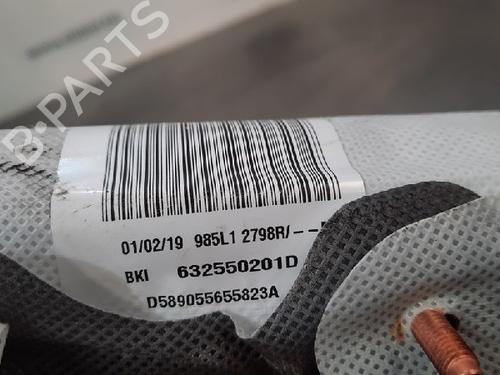 B-PARTS
01/02/19 985L1 2798R/--
BKI 632550201D
D589055655823A